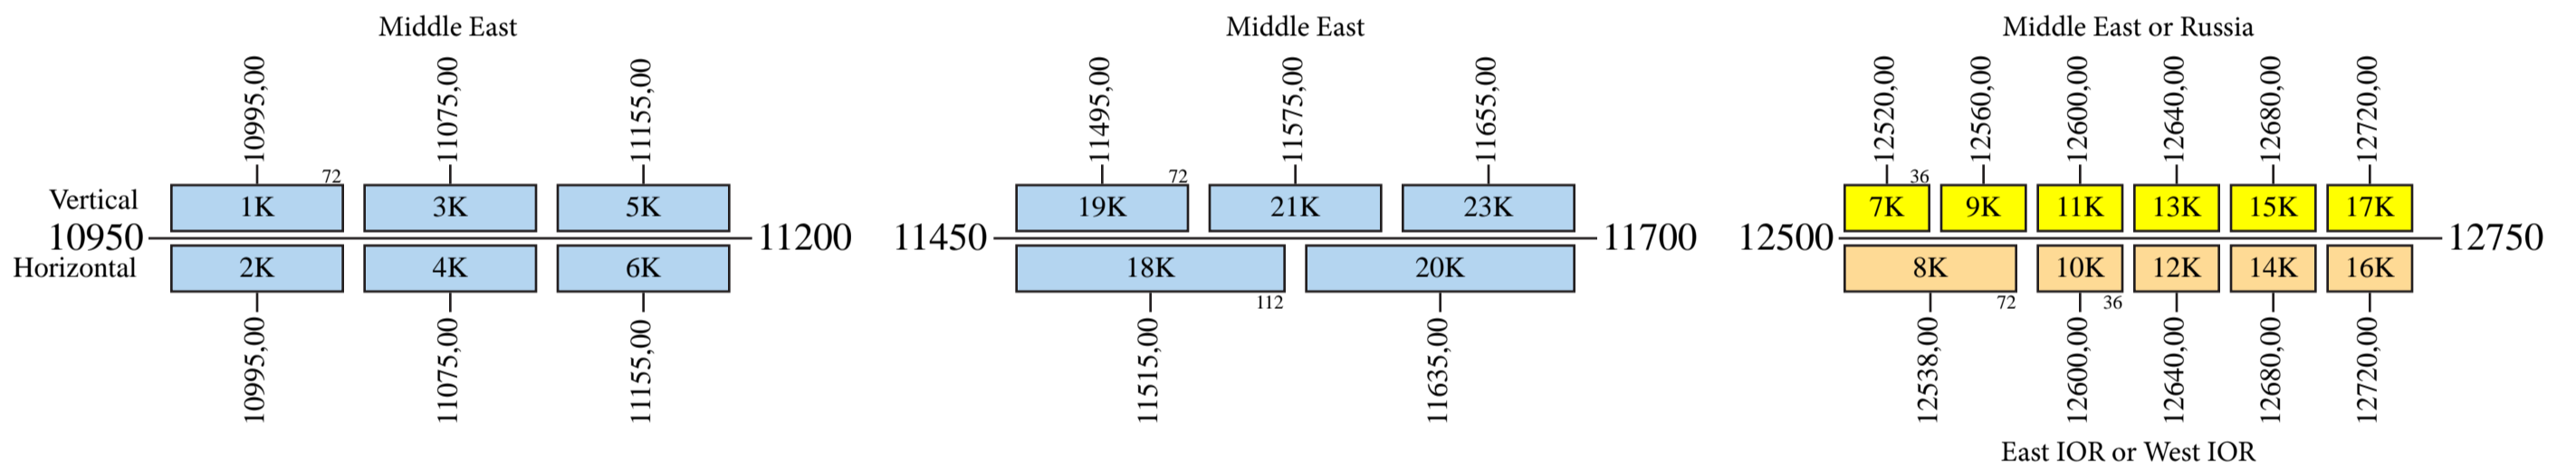 Middle East
Middle East
Middle East or Russia
10995,00 11075,00 11155,00 11495,00 11575,00 11655,00 12520,00 12560,00 12600,00 12640,00 12680,00 12720,00
72 72 36
Vertical 1K 3K 5K 19K 21K 23K 7K 9K 11K 13K 15K 17K
10950 11200 11450 11700 12500 12750
Horizontal 2K 4K 6K 18K 20K 8K 10K 12K 14K 16K
112 72 36
10995,00 11075,00 11155,00 11515,00 11635,00 12538,00 12600,00 12640,00 12680,00 12720,00
East IOR or West IOR